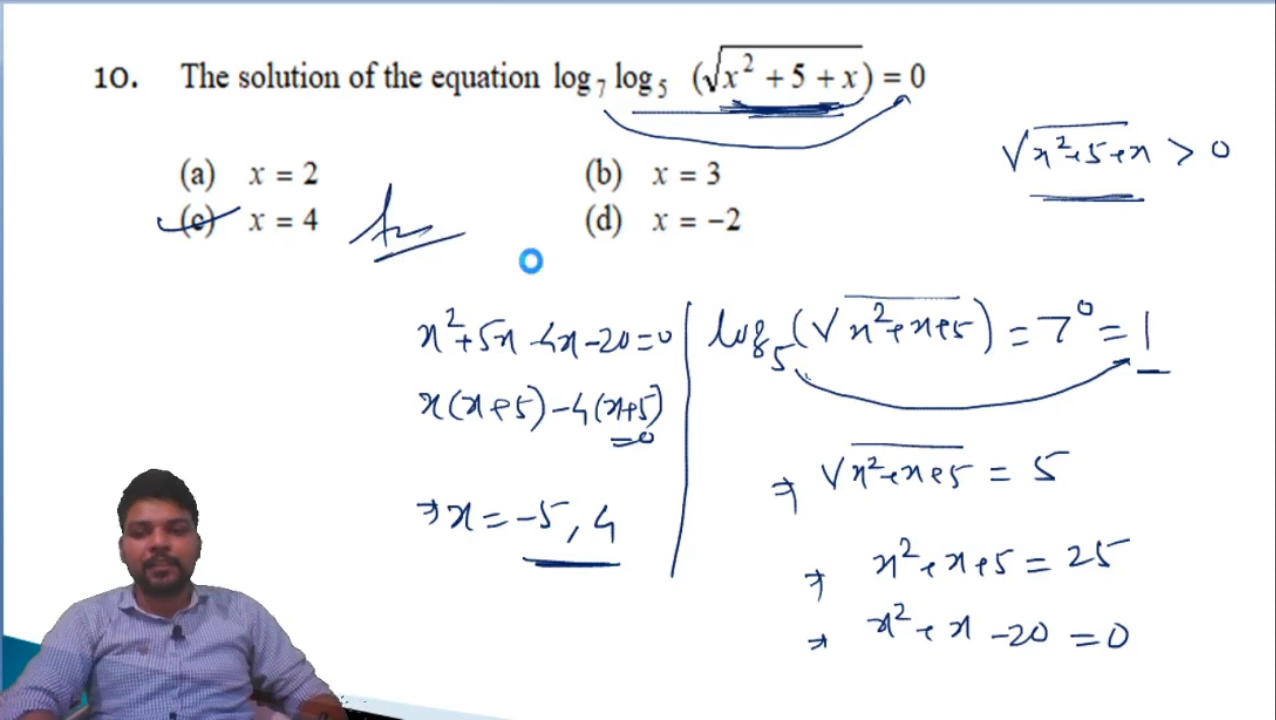 10. The solution of the equation log₇ log₅ (√(x² + 5 + x)) = 0
√(x²+5+x) > 0
(a) x = 2 (b) x = 3
(c) x = 4 (d) x = −2
Ans
log₅(√(x²+x+5)) = 7⁰ = 1
⇒ √(x²+x+5) = 5
⇒ x²+x+5 = 25
⇒ x²+x −20 = 0
x²+5x −4x −20=0
x(x+5)−4(x+5)
=0
⇒ x = −5, 4